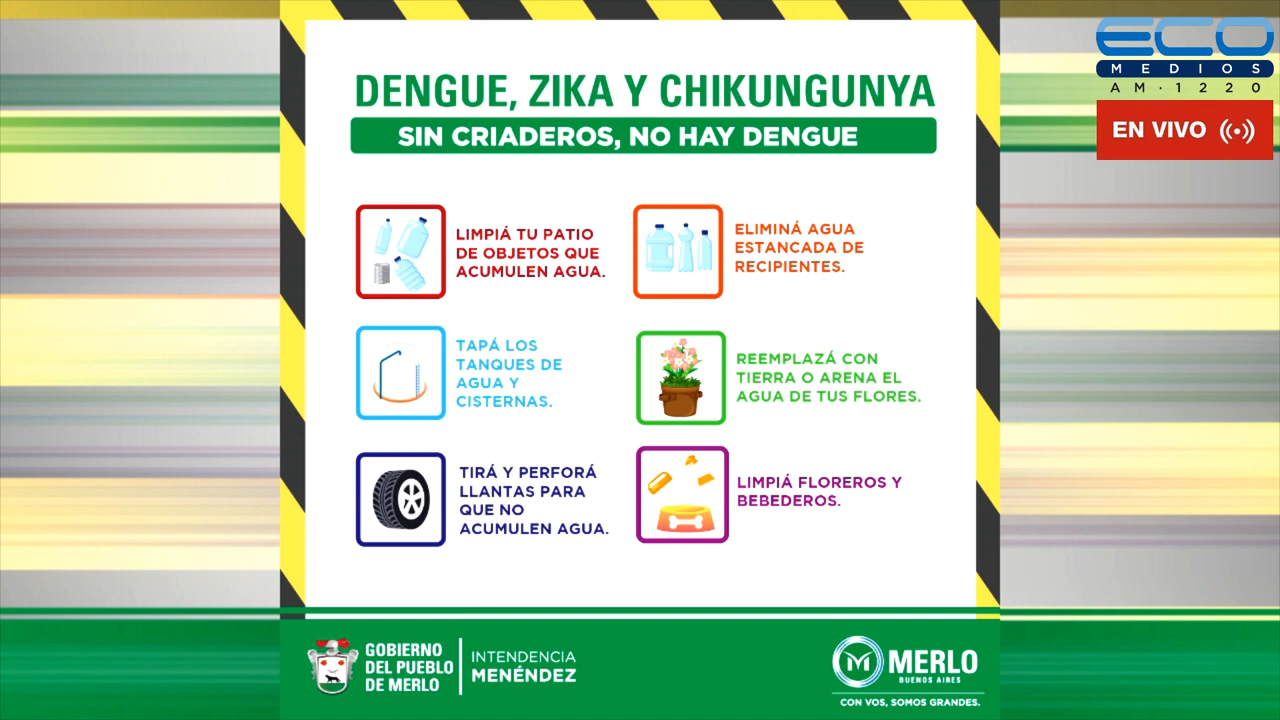 ECO
MEDIOS
AM·1220
EN VIVO
DENGUE, ZIKA Y CHIKUNGUNYA
SIN CRIADEROS, NO HAY DENGUE
LIMPIÁ TU PATIO
DE OBJETOS QUE
ACUMULEN AGUA.
ELIMINÁ AGUA
ESTANCADA DE
RECIPIENTES.
TAPÁ LOS
TANQUES DE
AGUA Y
CISTERNAS.
REEMPLAZÁ CON
TIERRA O ARENA EL
AGUA DE TUS FLORES.
TIRÁ Y PERFORÁ
LLANTAS PARA
QUE NO
ACUMULEN AGUA.
LIMPIÁ FLOREROS Y
BEBEDEROS.
GOBIERNO
DEL PUEBLO
DE MERLO
INTENDENCIA
MENÉNDEZ
MERLO
BUENOS AIRES
CON VOS, SOMOS GRANDES.